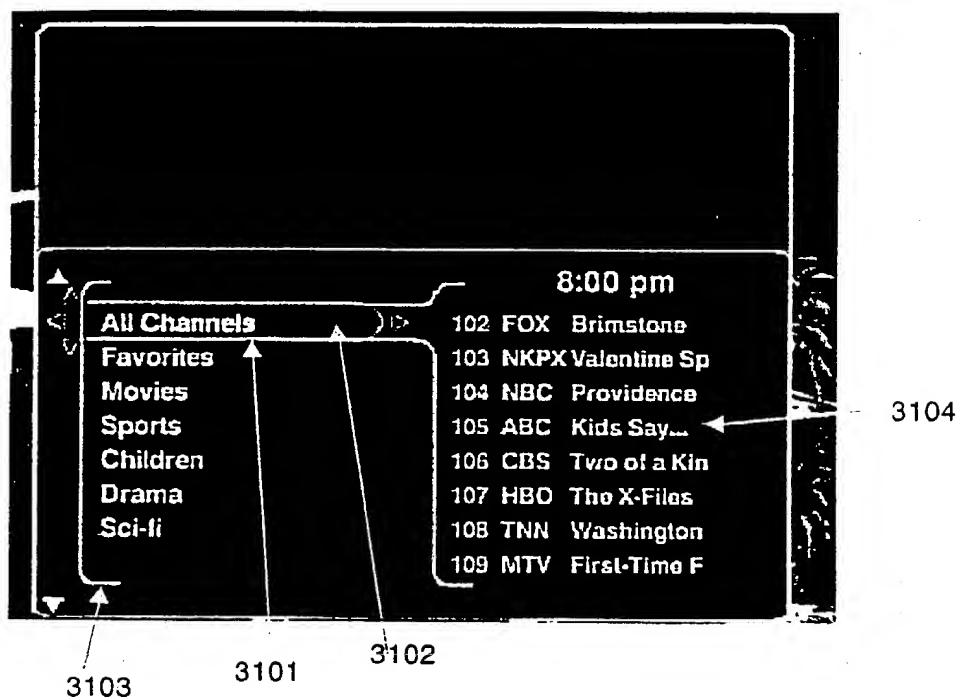 8:00 pm
All Channels
Favorites
Movies
Sports
Children
Drama
Sci-fi
102 FOX Brimstone
103 NKPX Valentine Sp
104 NBC Providence
105 ABC Kids Say...
106 CBS Two of a Kin
107 HBO The X-Files
108 TNN Washington
109 MTV First-Time F
3104
3103
3101
3102